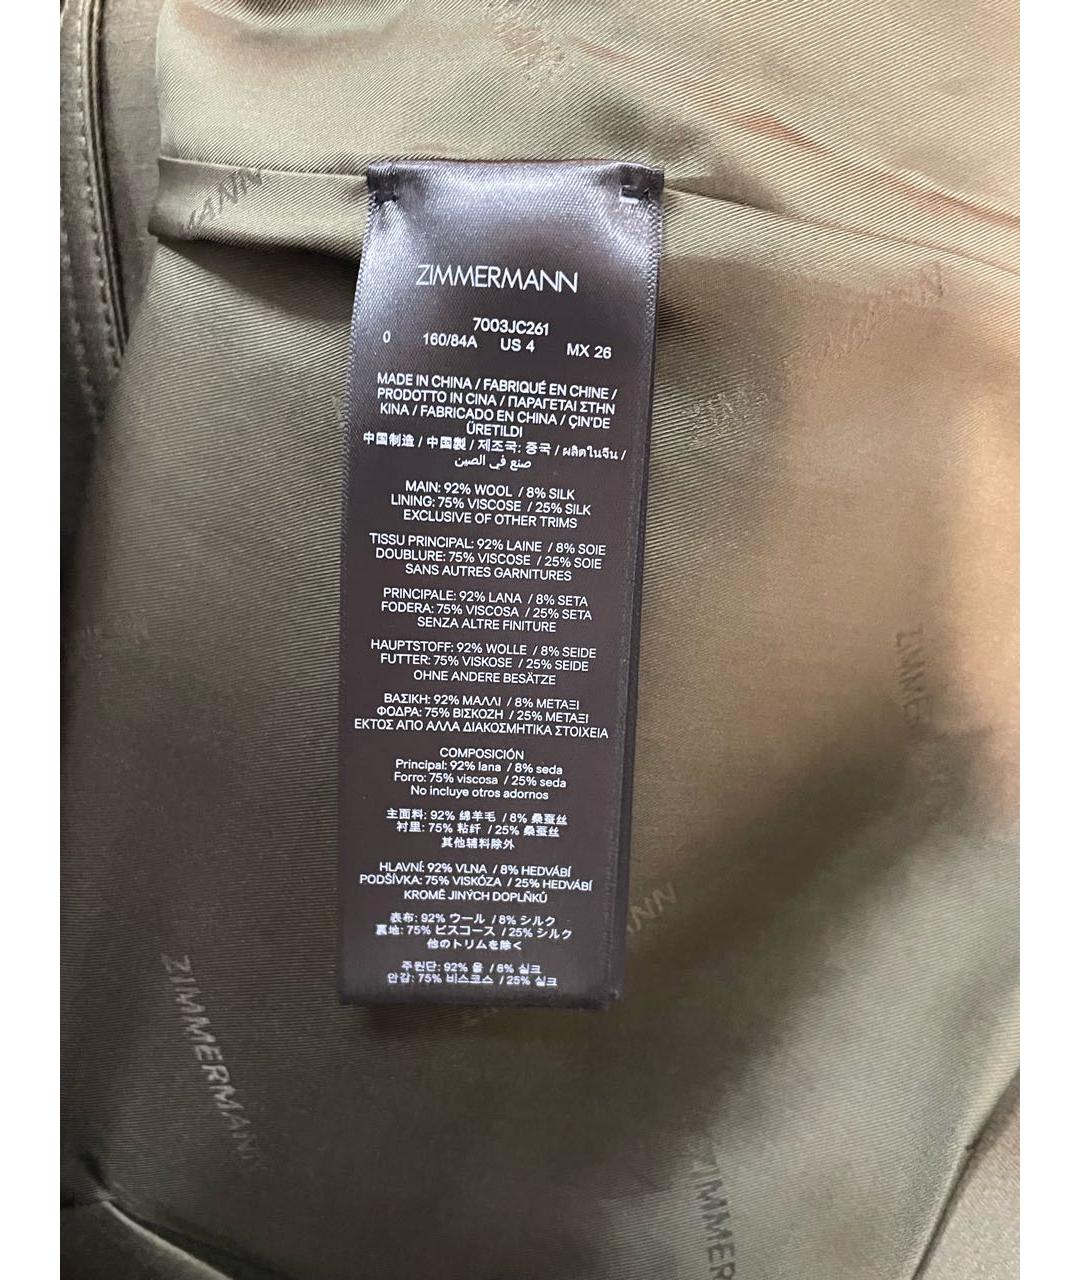 ZIMMERMANN
7003JC261
0 160/84A US 4 MX 26
MADE IN CHINA / FABRIQUÉ EN CHINE /
PRODOTTO IN CINA / ΠΑΡΑΓΕΤΑΙ ΣΤΗΝ
ΚΙΝΑ / FABRICADO EN CHINA / ÇIN'DE
ÜRETILDI
中国制造 / 中国製 / 제조국: 중국 / ผลิตในจีน /
صنع في الصين
MAIN: 92% WOOL / 8% SILK
LINING: 75% VISCOSE / 25% SILK
EXCLUSIVE OF OTHER TRIMS
TISSU PRINCIPAL: 92% LAINE / 8% SOIE
DOUBLURE: 75% VISCOSE / 25% SOIE
SANS AUTRES GARNITURES
PRINCIPALE: 92% LANA / 8% SETA
FODERA: 75% VISCOSA / 25% SETA
SENZA ALTRE FINITURE
HAUPTSTOFF: 92% WOLLE / 8% SEIDE
FUTTER: 75% VISKOSE / 25% SEIDE
OHNE ANDERE BESÄTZE
ΒΑΣΙΚΗ: 92% ΜΑΛΛΙ / 8% ΜΕΤΑΞΙ
ΦΟΔΡΑ: 75% ΒΙΣΚΟΖΗ / 25% ΜΕΤΑΞΙ
ΕΚΤΟΣ ΑΠΟ ΑΛΛΑ ΔΙΑΚΟΣΜΗΤΙΚΑ ΣΤΟΙΧΕΙΑ
COMPOSICIÓN
Principal: 92% lana / 8% seda
Forro: 75% viscosa / 25% seda
No incluye otros adornos
主面料: 92% 绵羊毛 / 8% 桑蚕丝
衬里: 75% 粘纤 / 25% 桑蚕丝
其他辅料除外
HLAVNÍ: 92% VLNA / 8% HEDVÁBÍ
PODŠÍVKA: 75% VISKÓZA / 25% HEDVÁBÍ
KROMĚ JINÝCH DOPLŇKŮ
表布: 92% ウール / 8% シルク
裏地: 75% ビスコース / 25% シルク
他のトリムを除く
주원단: 92% 울 / 8% 실크
안감: 75% 비스코스 / 25% 실크
MANN
ZIMMERMANN
ZIMMER
NN
ZIMMERMANN
ZIMMER